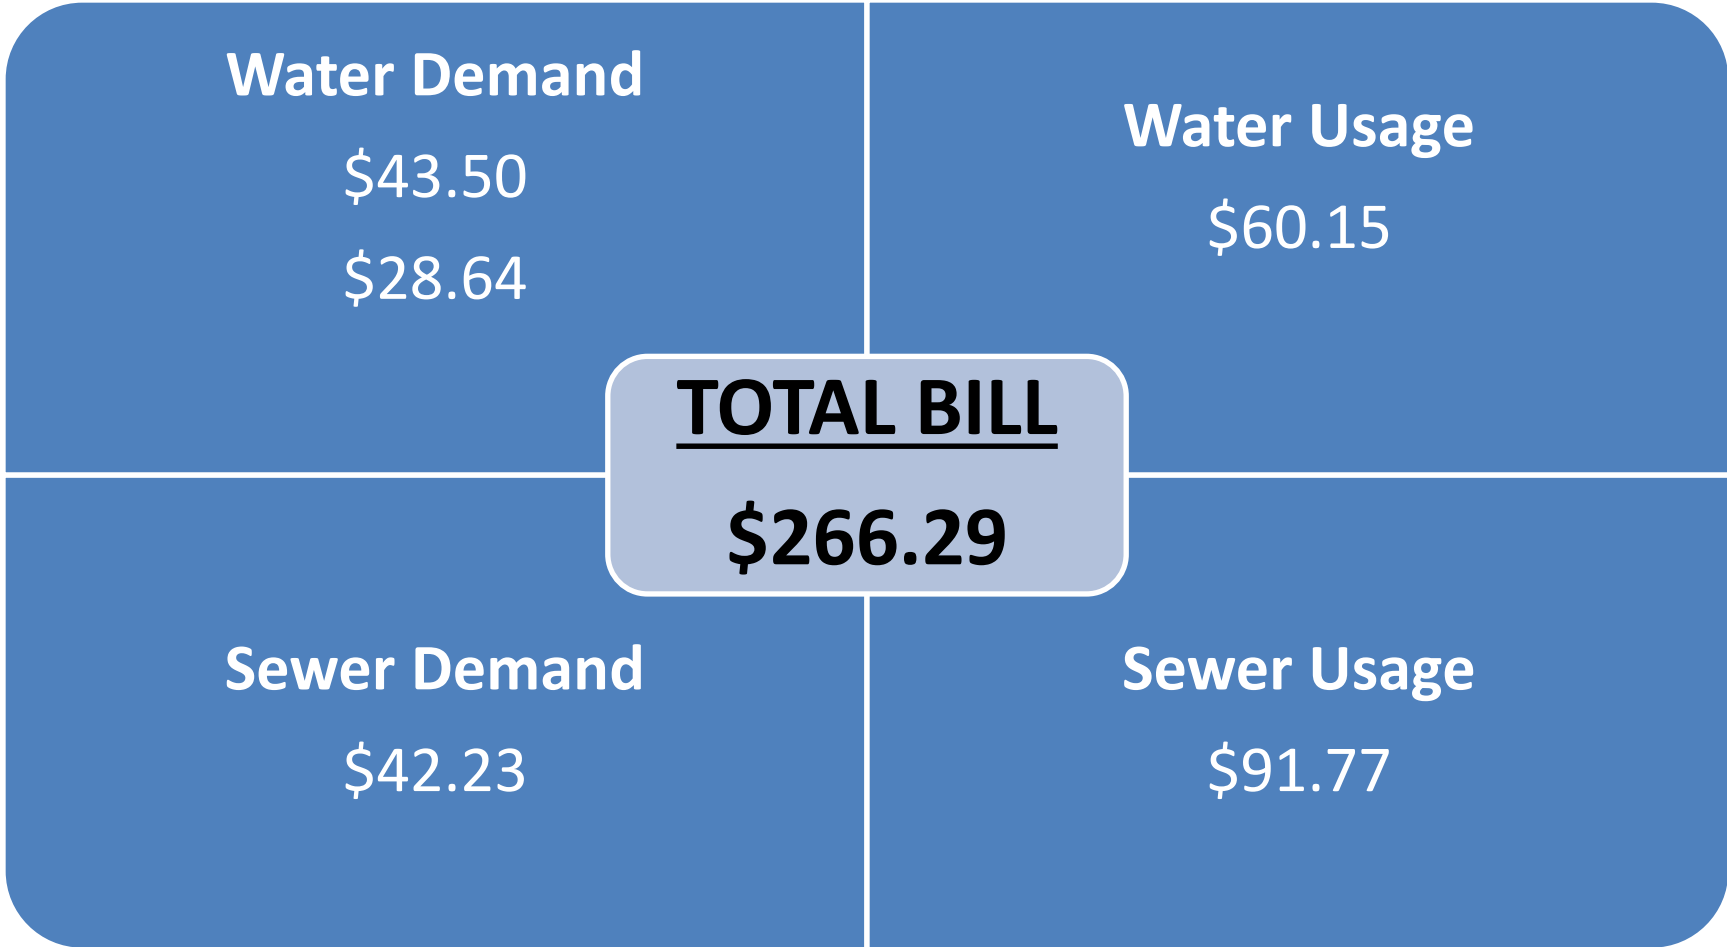 Water Demand
$43.50
$28.64
Water Usage
$60.15
TOTAL BILL
$266.29
Sewer Demand
$42.23
Sewer Usage
$91.77